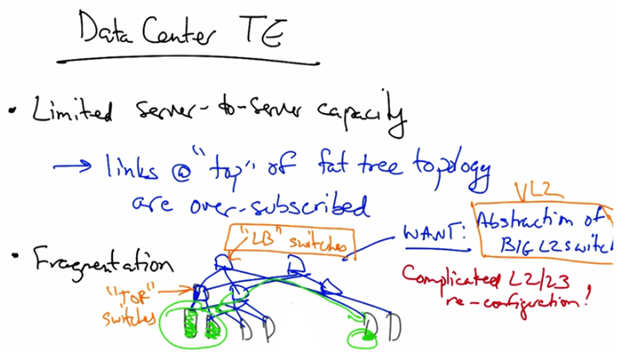 Data Center TE
• Limited server-to-server capacity
→ links @ "top" of fat tree topology
are over-subscribed
VL2
"LB" switches
WANT:
Abstraction of
BIG L2 switch
• Fragmentation
"TOR"
switches
Complicated L2/L3
re-configuration!